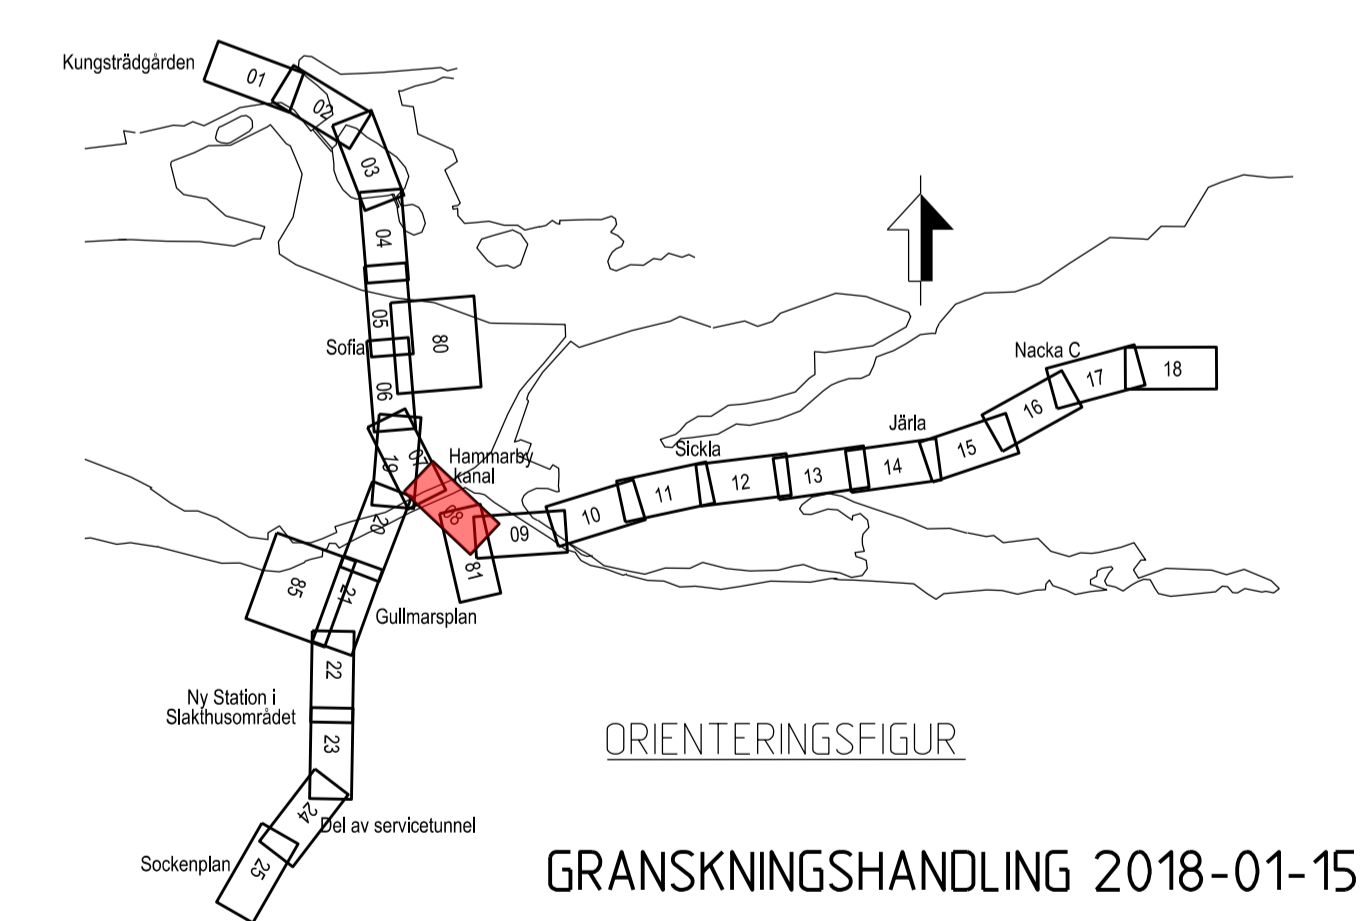 Kungsträdgården
01
02
03
04
05
Sofia
80
06
Nacka C
17
18
16
Järla
15
Sickla
14
13
12
11
10
09
Hammarby
kanal
07
19
08
20
81
85
21
Gullmarsplan
22
Ny Station i
Slakthusområdet
23
24
Del av servicetunnel
Sockenplan
25
ORIENTERINGSFIGUR
GRANSKNINGSHANDLING 2018-01-15